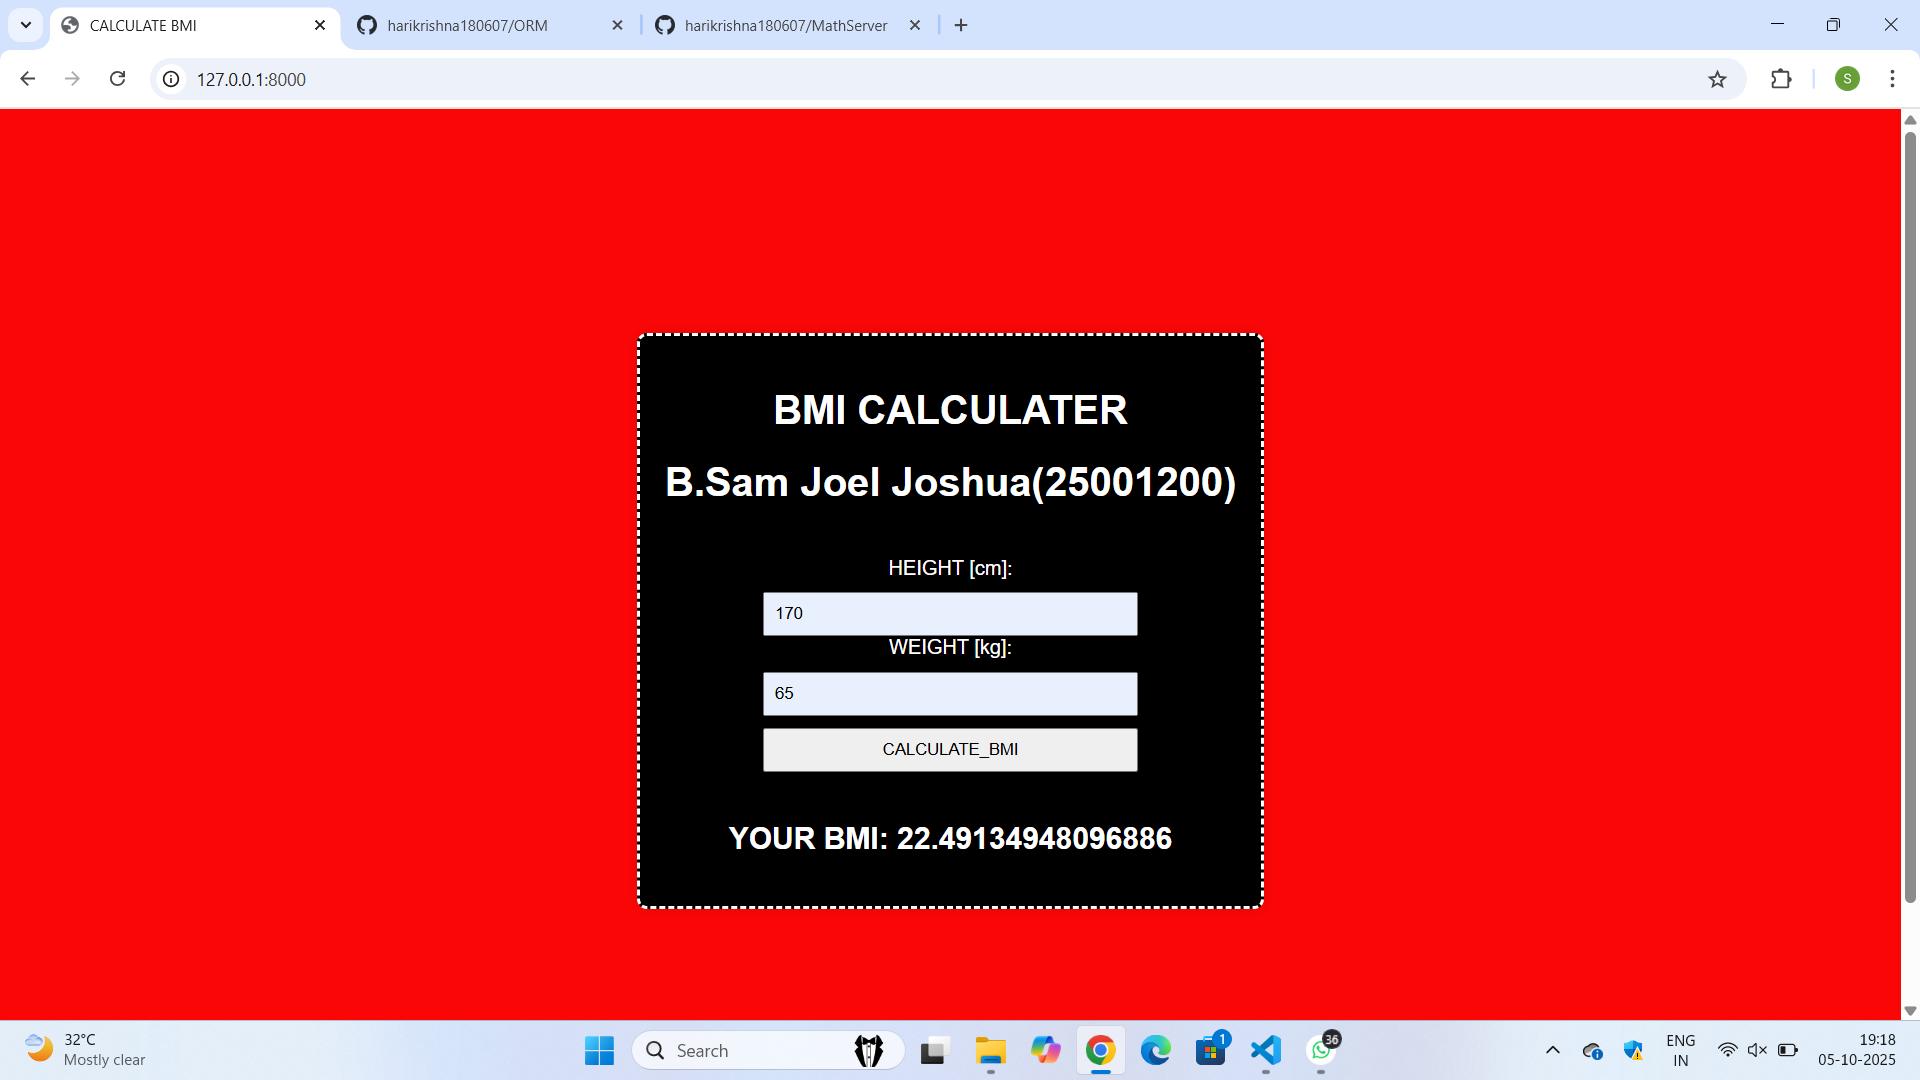 CALCULATE BMI
harikrishna180607/ORM
harikrishna180607/MathServer
127.0.0.1:8000
S
BMI CALCULATER
B.Sam Joel Joshua(25001200)
HEIGHT [cm]:
170
WEIGHT [kg]:
65
CALCULATE_BMI
YOUR BMI: 22.49134948096886
32°C
Mostly clear
Search
1
36
ENG
IN
19:18
05-10-2025